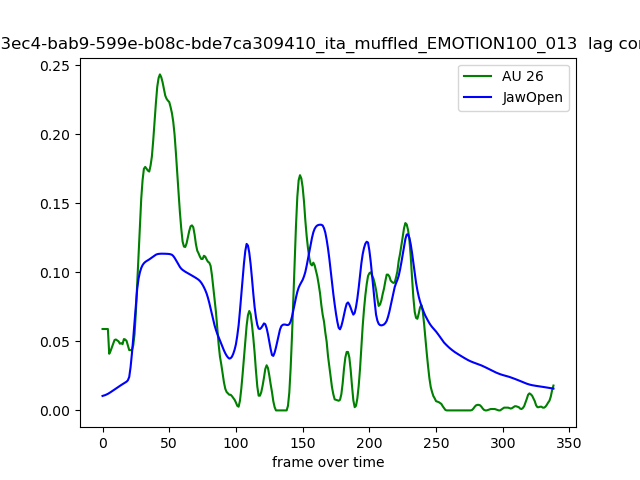 3ec4-bab9-599e-b08c-bde7ca309410_ita_muffled_EMOTION100_013 lag
AU 26
JawOpen
0.25
0.20
0.15
0.10
0.05
0.00
0 50 100 150 200 250 300 350
frame over time